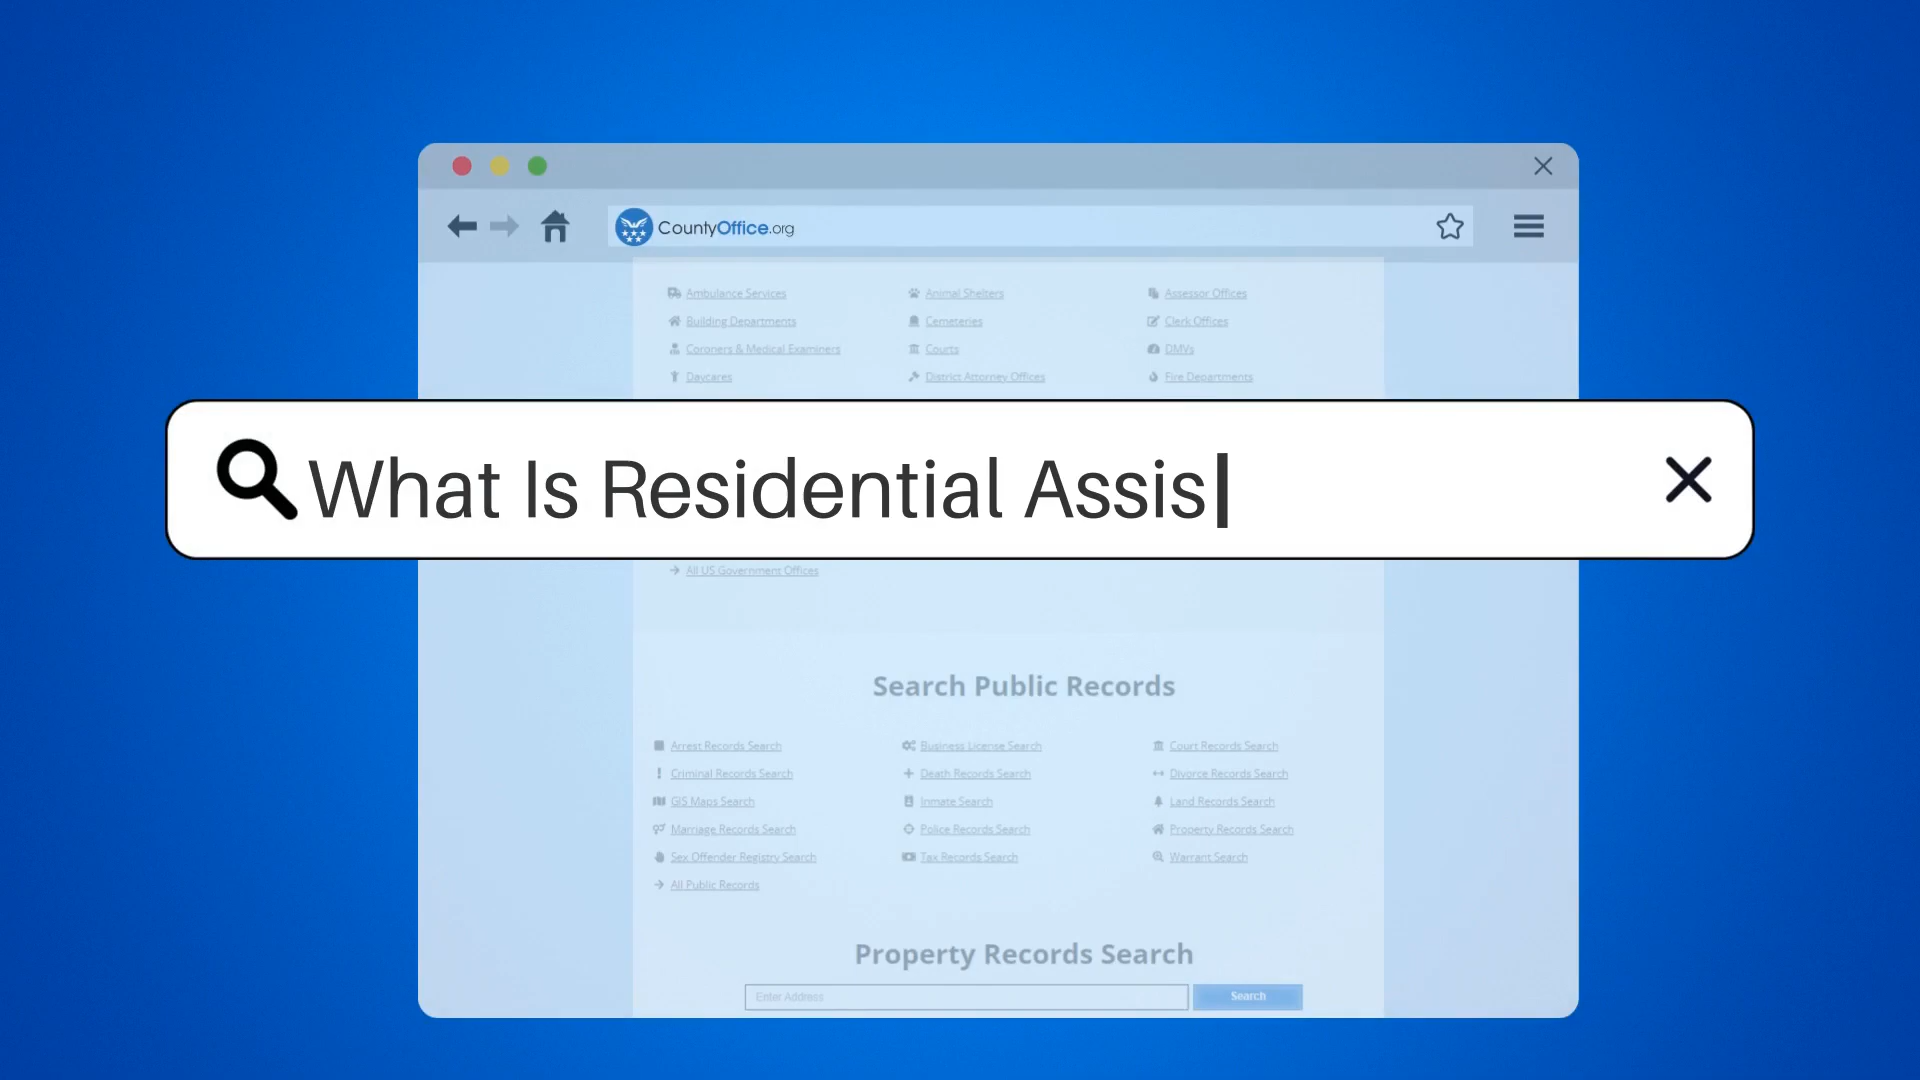 CountyOffice.org
Ambulance Services Animal Shelters Assessor Offices
Building Departments Cemeteries Clerk Offices
Coroners & Medical Examiners Courts DMVs
Daycares District Attorney Offices Fire Departments
What Is Residential Assis
All US Government Offices
Search Public Records
Arrest Records Search Business License Search Court Records Search
Criminal Records Search Death Records Search Divorce Records Search
GIS Maps Search Inmate Search Land Records Search
Marriage Records Search Police Records Search Property Records Search
Sex Offender Registry Search Tax Records Search Warrant Search
All Public Records
Property Records Search
Enter Address Search